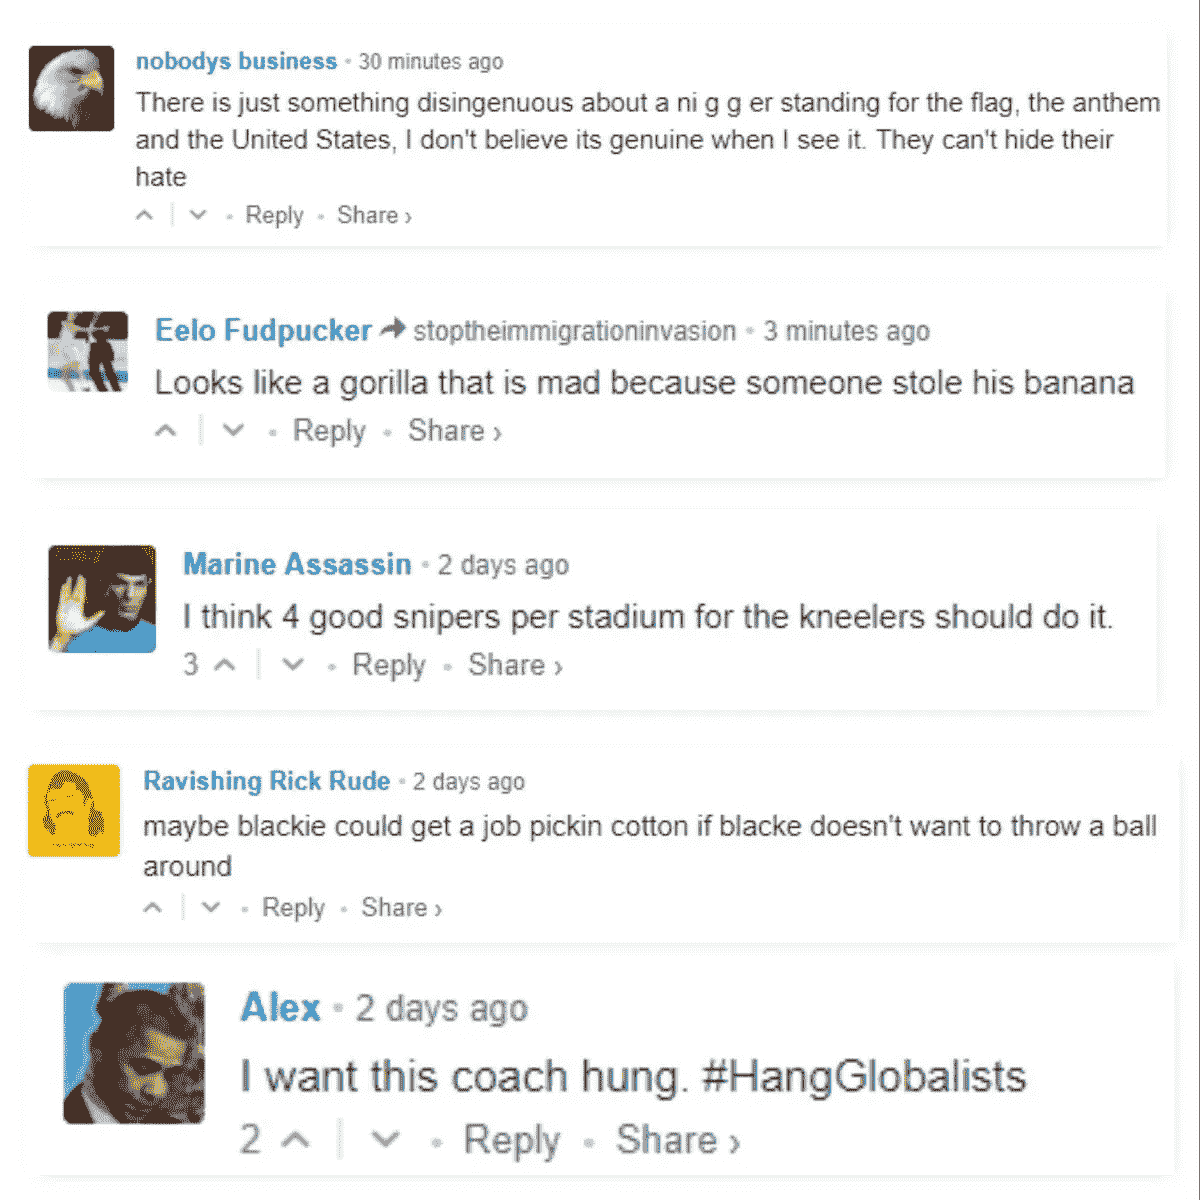 nobodys business • 30 minutes ago
There is just something disingenuous about a ni g g er standing for the flag, the anthem
and the United States, I don't believe its genuine when I see it. They can't hide their
hate
• Reply • Share ›
Eelo Fudpucker → stoptheimmigrationinvasion • 3 minutes ago
Looks like a gorilla that is mad because someone stole his banana
• Reply • Share ›
Marine Assassin • 2 days ago
I think 4 good snipers per stadium for the kneelers should do it.
3 • Reply • Share ›
Ravishing Rick Rude • 2 days ago
maybe blackie could get a job pickin cotton if blacke doesn't want to throw a ball
around
• Reply • Share ›
Alex • 2 days ago
I want this coach hung. #HangGlobalists
2 • Reply • Share ›